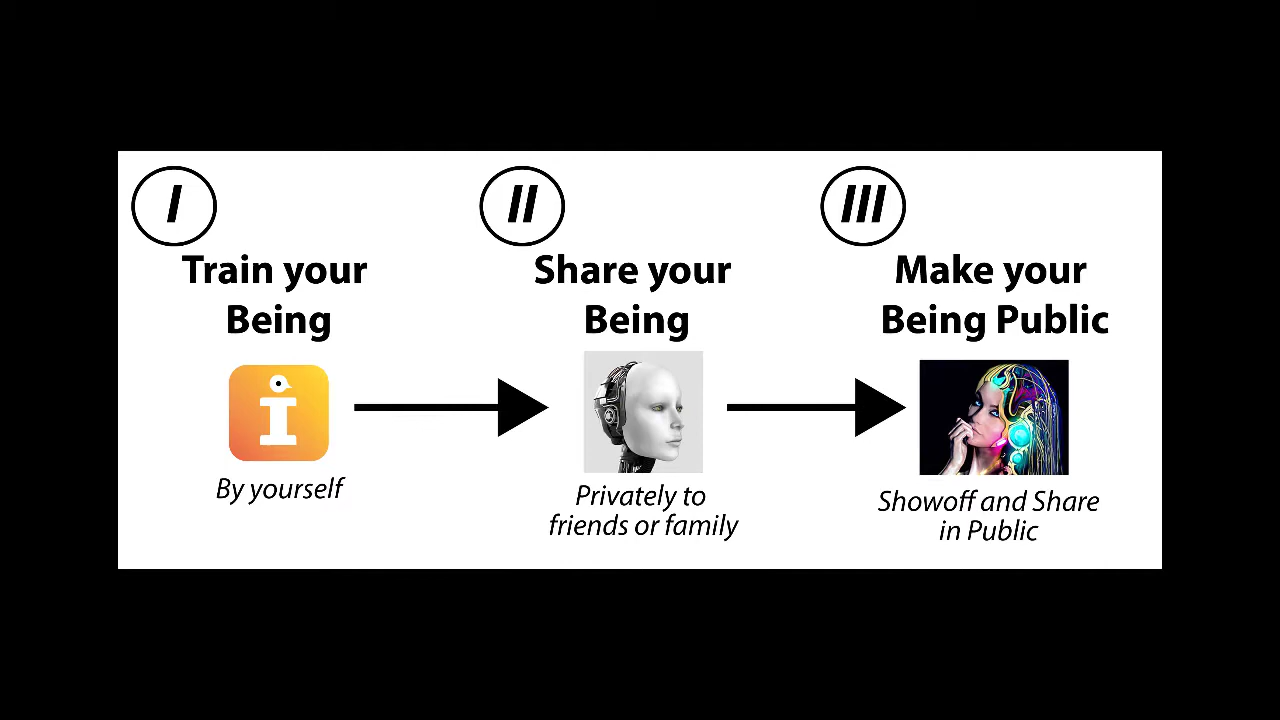 I
Train your
Being
By yourself
II
Share your
Being
Privately to
friends or family
III
Make your
Being Public
Showoff and Share
in Public